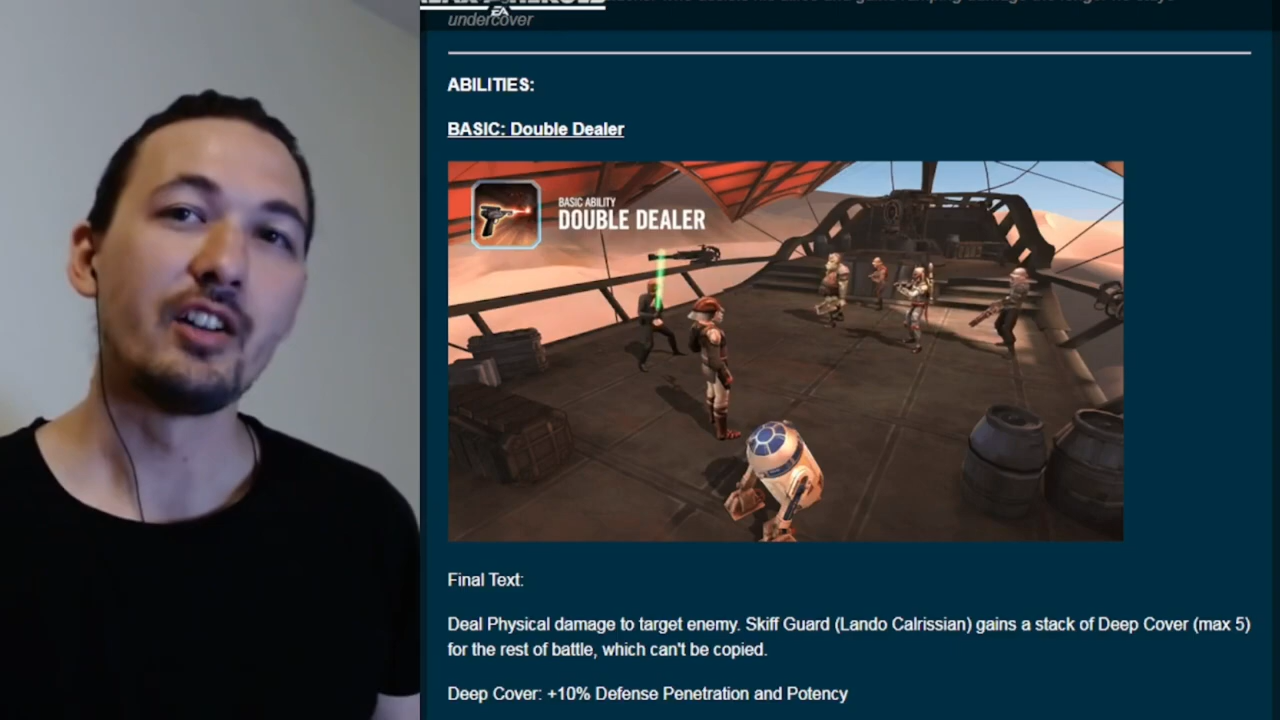 EA
undercover
ABILITIES:
BASIC: Double Dealer
BASIC ABILITY
DOUBLE DEALER
Final Text:
Deal Physical damage to target enemy. Skiff Guard (Lando Calrissian) gains a stack of Deep Cover (max 5)
for the rest of battle, which can't be copied.
Deep Cover: +10% Defense Penetration and Potency